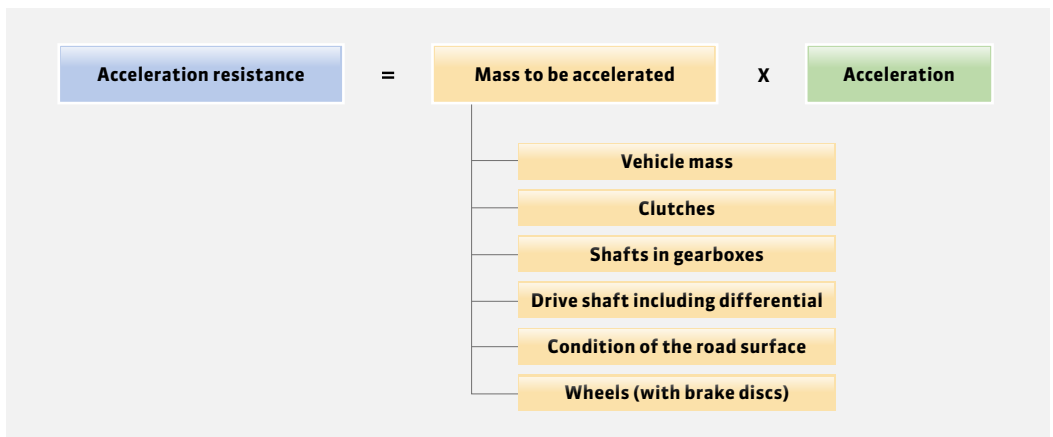 Acceleration resistance = Mass to be accelerated X Acceleration
Vehicle mass
Clutches
Shafts in gearboxes
Drive shaft including differential
Condition of the road surface
Wheels (with brake discs)